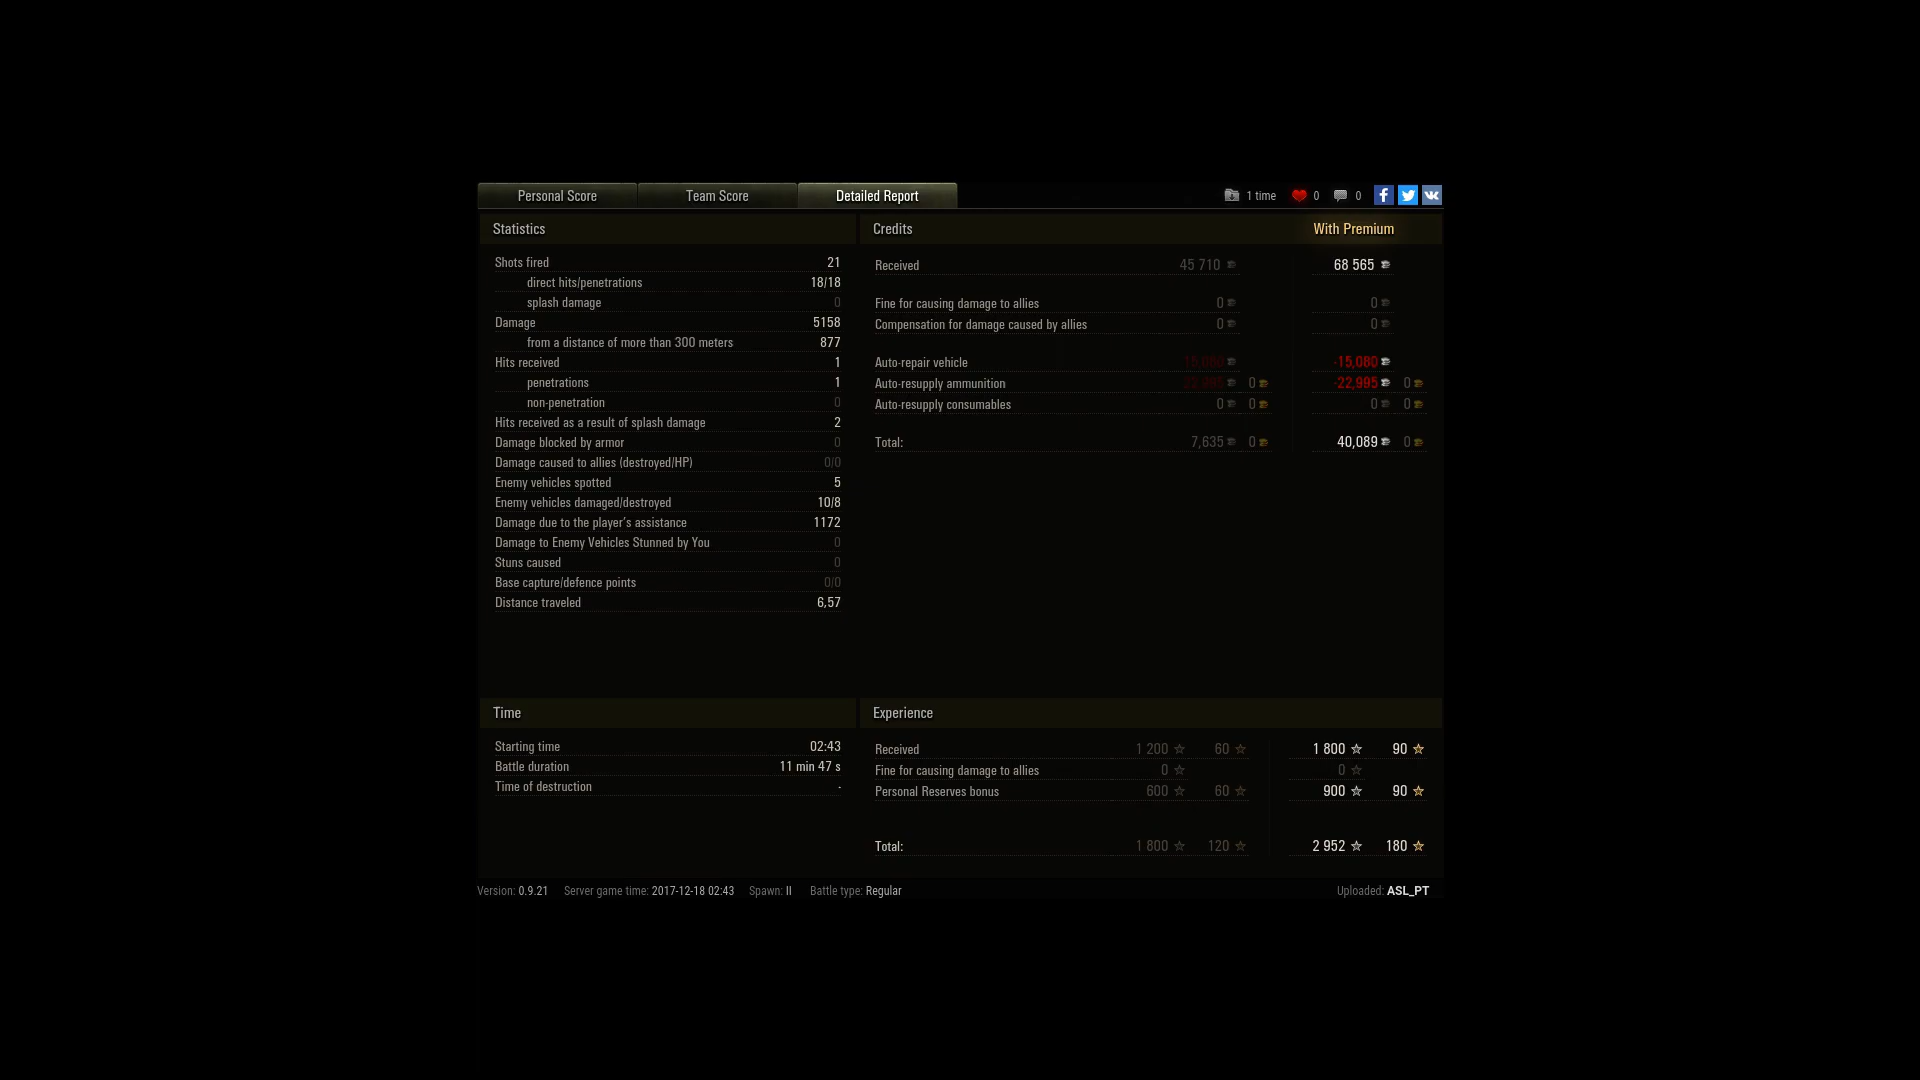 Personal Score Team Score Detailed Report 1 time 0 0
Statistics
Shots fired 21
direct hits/penetrations 18/18
splash damage 0
Damage 5158
from a distance of more than 300 meters 877
Hits received 1
penetrations 1
non-penetration 0
Hits received as a result of splash damage 2
Damage blocked by armor 0
Damage caused to allies (destroyed/HP) 0/0
Enemy vehicles spotted 5
Enemy vehicles damaged/destroyed 10/8
Damage due to the player's assistance 1172
Damage to Enemy Vehicles Stunned by You 0
Stuns caused 0
Base capture/defence points 0/0
Distance traveled 6,57
Credits With Premium
Received 45 710 68 565
Fine for causing damage to allies 0 0
Compensation for damage caused by allies 0 0
Auto-repair vehicle -15,080 -15,080
Auto-resupply ammunition -22,995 0 -22,995 0
Auto-resupply consumables 0 0 0 0
Total: 7,635 0 40,089 0
Time
Starting time 02:43
Battle duration 11 min 47 s
Time of destruction -
Experience
Received 1 200 60 1 800 90
Fine for causing damage to allies 0 0
Personal Reserves bonus 600 60 900 90
Total: 1 800 120 2 952 180
Version: 0.9.21 Server game time: 2017-12-18 02:43 Spawn: II Battle type: Regular Uploaded: ASL_PT